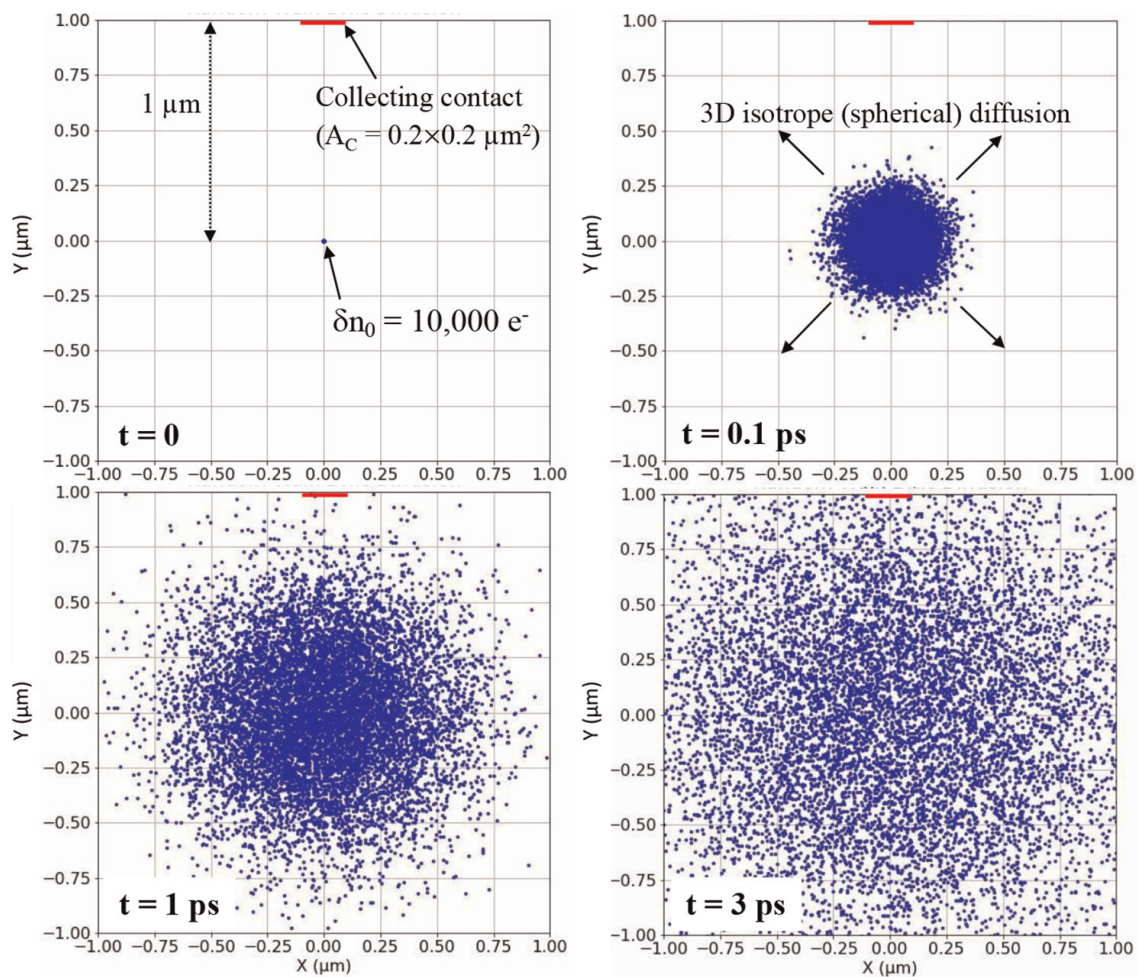 1.00
0.75
0.50
0.25
0.00
−0.25
−0.50
−0.75
−1.00
Y (µm)
1 µm
Collecting contact
(A_C = 0.2×0.2 µm²)
δn₀ = 10,000 e⁻
t = 0
−1.00 −0.75 −0.50 −0.25 0.00 0.25 0.50 0.75 1.00
1.00
0.75
0.50
0.25
0.00
−0.25
−0.50
−0.75
−1.00
Y (µm)
3D isotrope (spherical) diffusion
t = 0.1 ps
−1.00 −0.75 −0.50 −0.25 0.00 0.25 0.50 0.75 1.00
1.00
0.75
0.50
0.25
0.00
−0.25
−0.50
−0.75
−1.00
Y (µm)
t = 1 ps
−1.00 −0.75 −0.50 −0.25 0.00 0.25 0.50 0.75 1.00
X (µm)
1.00
0.75
0.50
0.25
0.00
−0.25
−0.50
−0.75
−1.00
Y (µm)
t = 3 ps
−1.00 −0.75 −0.50 −0.25 0.00 0.25 0.50 0.75 1.00
X (µm)